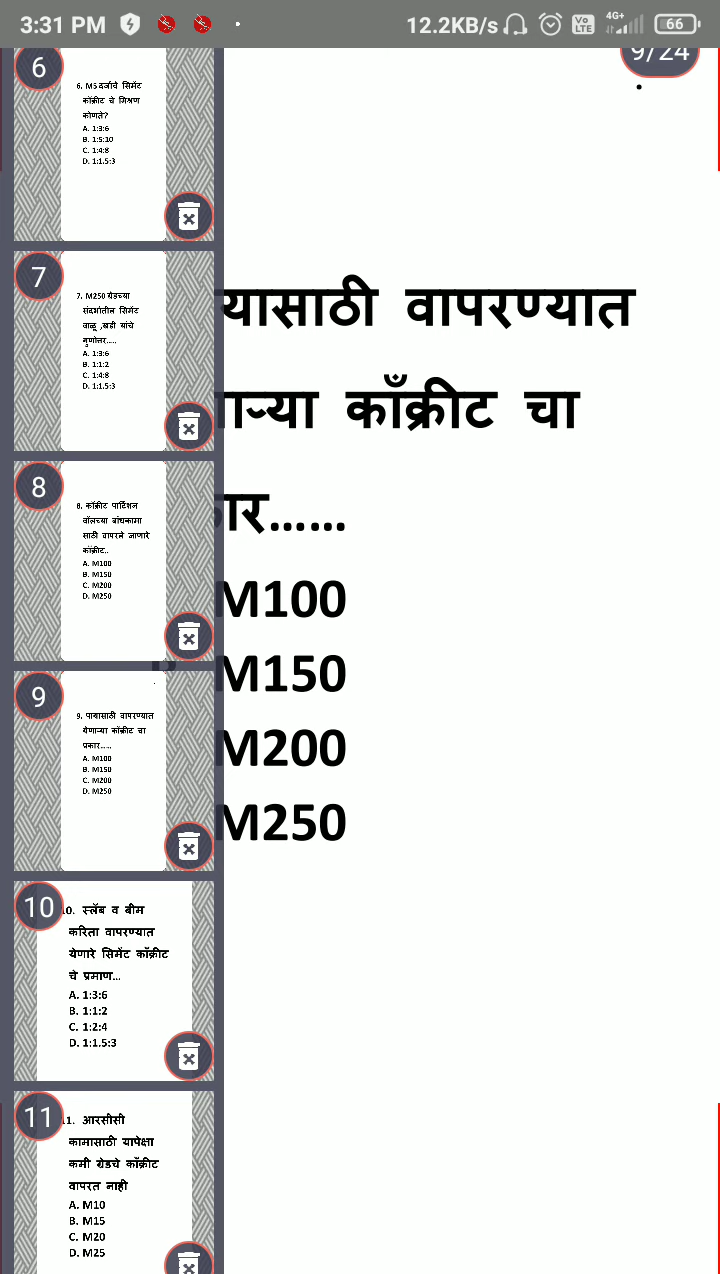 3:31 PM
12.2KB/s
Vo LTE
4G+
66
9/24
6
6. M5 दर्जाचे सिमेंट
काँक्रीट चे मिश्रण
कोणते?
A. 1:3:6
B. 1:5:10
C. 1:4:8
D. 1:1.5:3
7
7. M250 ग्रेडच्या
संदर्भातील सिमेंट
वाळू ,खडी यांचे
गुणोत्तर.....
A. 1:3:6
B. 1:1:2
C. 1:4:8
D. 1:1.5:3
8
8. काँक्रीट पार्टिशन
वॉलच्या बांधकामा
साठी वापरले जाणारे
काँक्रीट..
A. M100
B. M150
C. M200
D. M250
9
9. पायासाठी वापरण्यात
येणाऱ्या काँक्रीट चा
प्रकार......
A. M100
B. M150
C. M200
D. M250
10
10. स्लॅब व बीम
करिता वापरण्यात
येणारे सिमेंट काँक्रीट
चे प्रमाण...
A. 1:3:6
B. 1:1:2
C. 1:2:4
D. 1:1.5:3
11
11. आरसीसी
कामासाठी यापेक्षा
कमी ग्रेडचे काँक्रीट
वापरत नाही
A. M10
B. M15
C. M20
D. M25
यासाठी वापरण्यात
णाऱ्या काँक्रीट चा
कार......
M100
M150
M200
M250